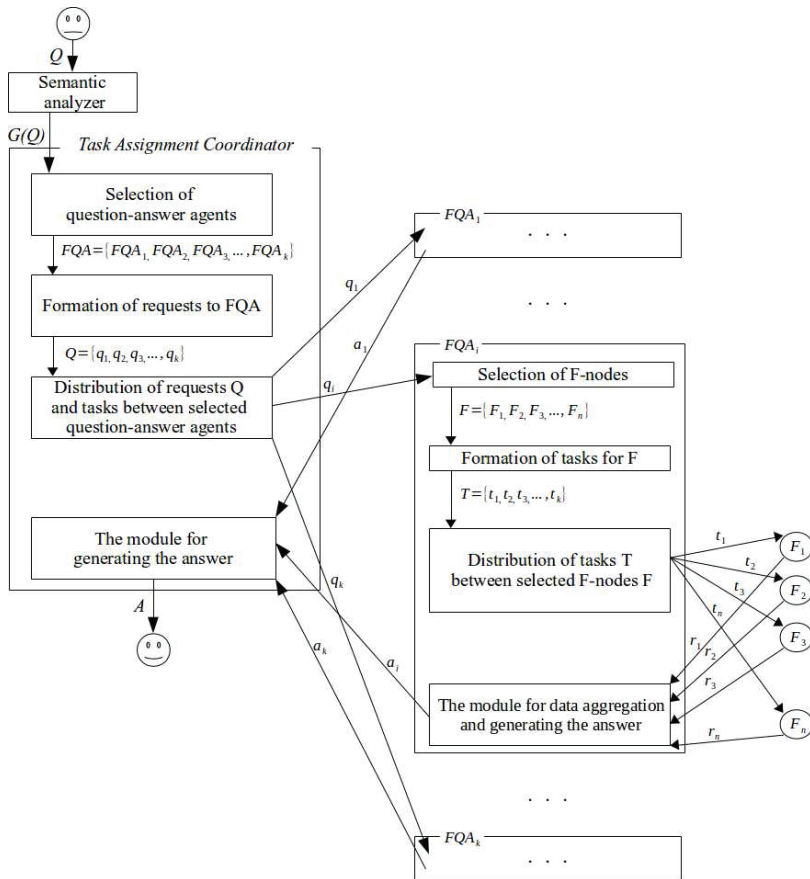 Q
Semantic
analyzer
G(Q)
Task Assignment Coordinator
Selection of
question-answer agents
FQA={FQA₁, FQA₂, FQA₃, ..., FQAₖ}
Formation of requests to FQA
Q={q₁, q₂, q₃, ..., qₖ}
Distribution of requests Q
and tasks between selected
question-answer agents
The module for
generating the answer
A
q₁
a₁
qᵢ
qₖ
aₖ
aᵢ
FQA₁
. . .
. . .
FQAᵢ
Selection of F-nodes
F={F₁, F₂, F₃, ..., Fₙ}
Formation of tasks for F
T={t₁, t₂, t₃, ..., tₖ}
Distribution of tasks T
between selected F-nodes F
The module for data aggregation
and generating the answer
t₁
t₂
t₃
tₙ
r₁
r₂
r₃
rₙ
F₁
F₂
F₃
Fₙ
. . .
FQAₖ
. . .